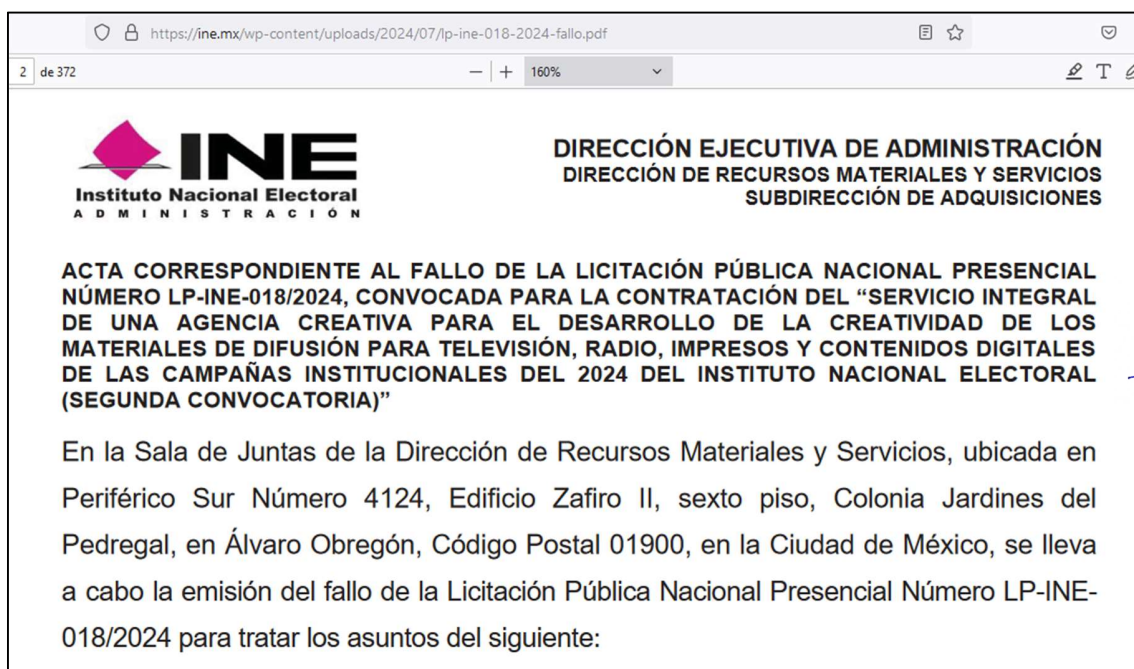 https://ine.mx/wp-content/uploads/2024/07/lp-ine-018-2024-fallo.pdf
2 de 372
160%
INE
Instituto Nacional Electoral
ADMINISTRACIÓN
DIRECCIÓN EJECUTIVA DE ADMINISTRACIÓN
DIRECCIÓN DE RECURSOS MATERIALES Y SERVICIOS
SUBDIRECCIÓN DE ADQUISICIONES
ACTA CORRESPONDIENTE AL FALLO DE LA LICITACIÓN PÚBLICA NACIONAL PRESENCIAL
NÚMERO LP-INE-018/2024, CONVOCADA PARA LA CONTRATACIÓN DEL “SERVICIO INTEGRAL
DE UNA AGENCIA CREATIVA PARA EL DESARROLLO DE LA CREATIVIDAD DE LOS
MATERIALES DE DIFUSIÓN PARA TELEVISIÓN, RADIO, IMPRESOS Y CONTENIDOS DIGITALES
DE LAS CAMPAÑAS INSTITUCIONALES DEL 2024 DEL INSTITUTO NACIONAL ELECTORAL
(SEGUNDA CONVOCATORIA)”
En la Sala de Juntas de la Dirección de Recursos Materiales y Servicios, ubicada en
Periférico Sur Número 4124, Edificio Zafiro II, sexto piso, Colonia Jardines del
Pedregal, en Álvaro Obregón, Código Postal 01900, en la Ciudad de México, se lleva
a cabo la emisión del fallo de la Licitación Pública Nacional Presencial Número LP-INE-
018/2024 para tratar los asuntos del siguiente: